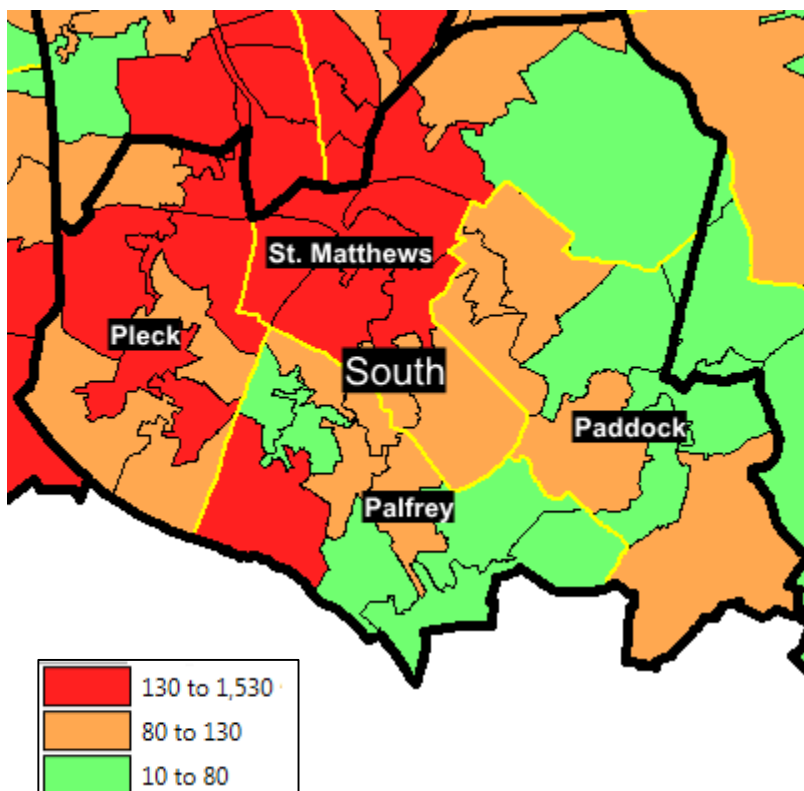 St. Matthews
Pleck
South
Paddock
Palfrey
130 to 1,530
80 to 130
10 to 80